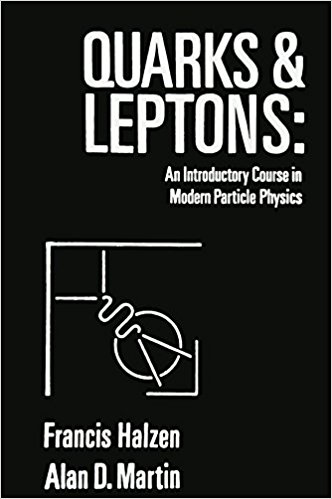 QUARKS &
LEPTONS:
An Introductory Course in
Modern Particle Physics
Francis Halzen
Alan D. Martin